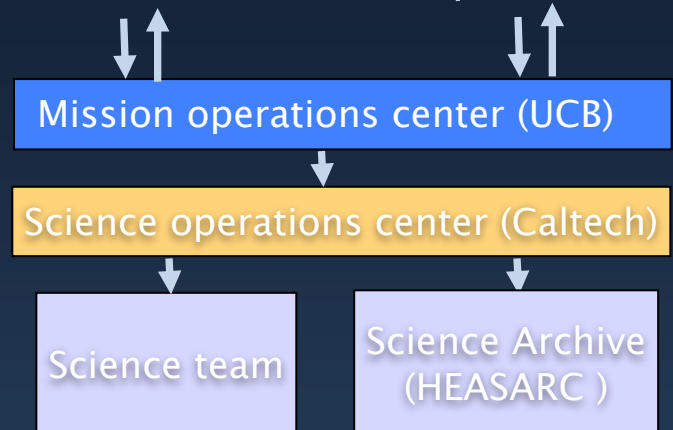 Mission operations center (UCB)
Science operations center (Caltech)
Science team
Science Archive
(HEASARC )